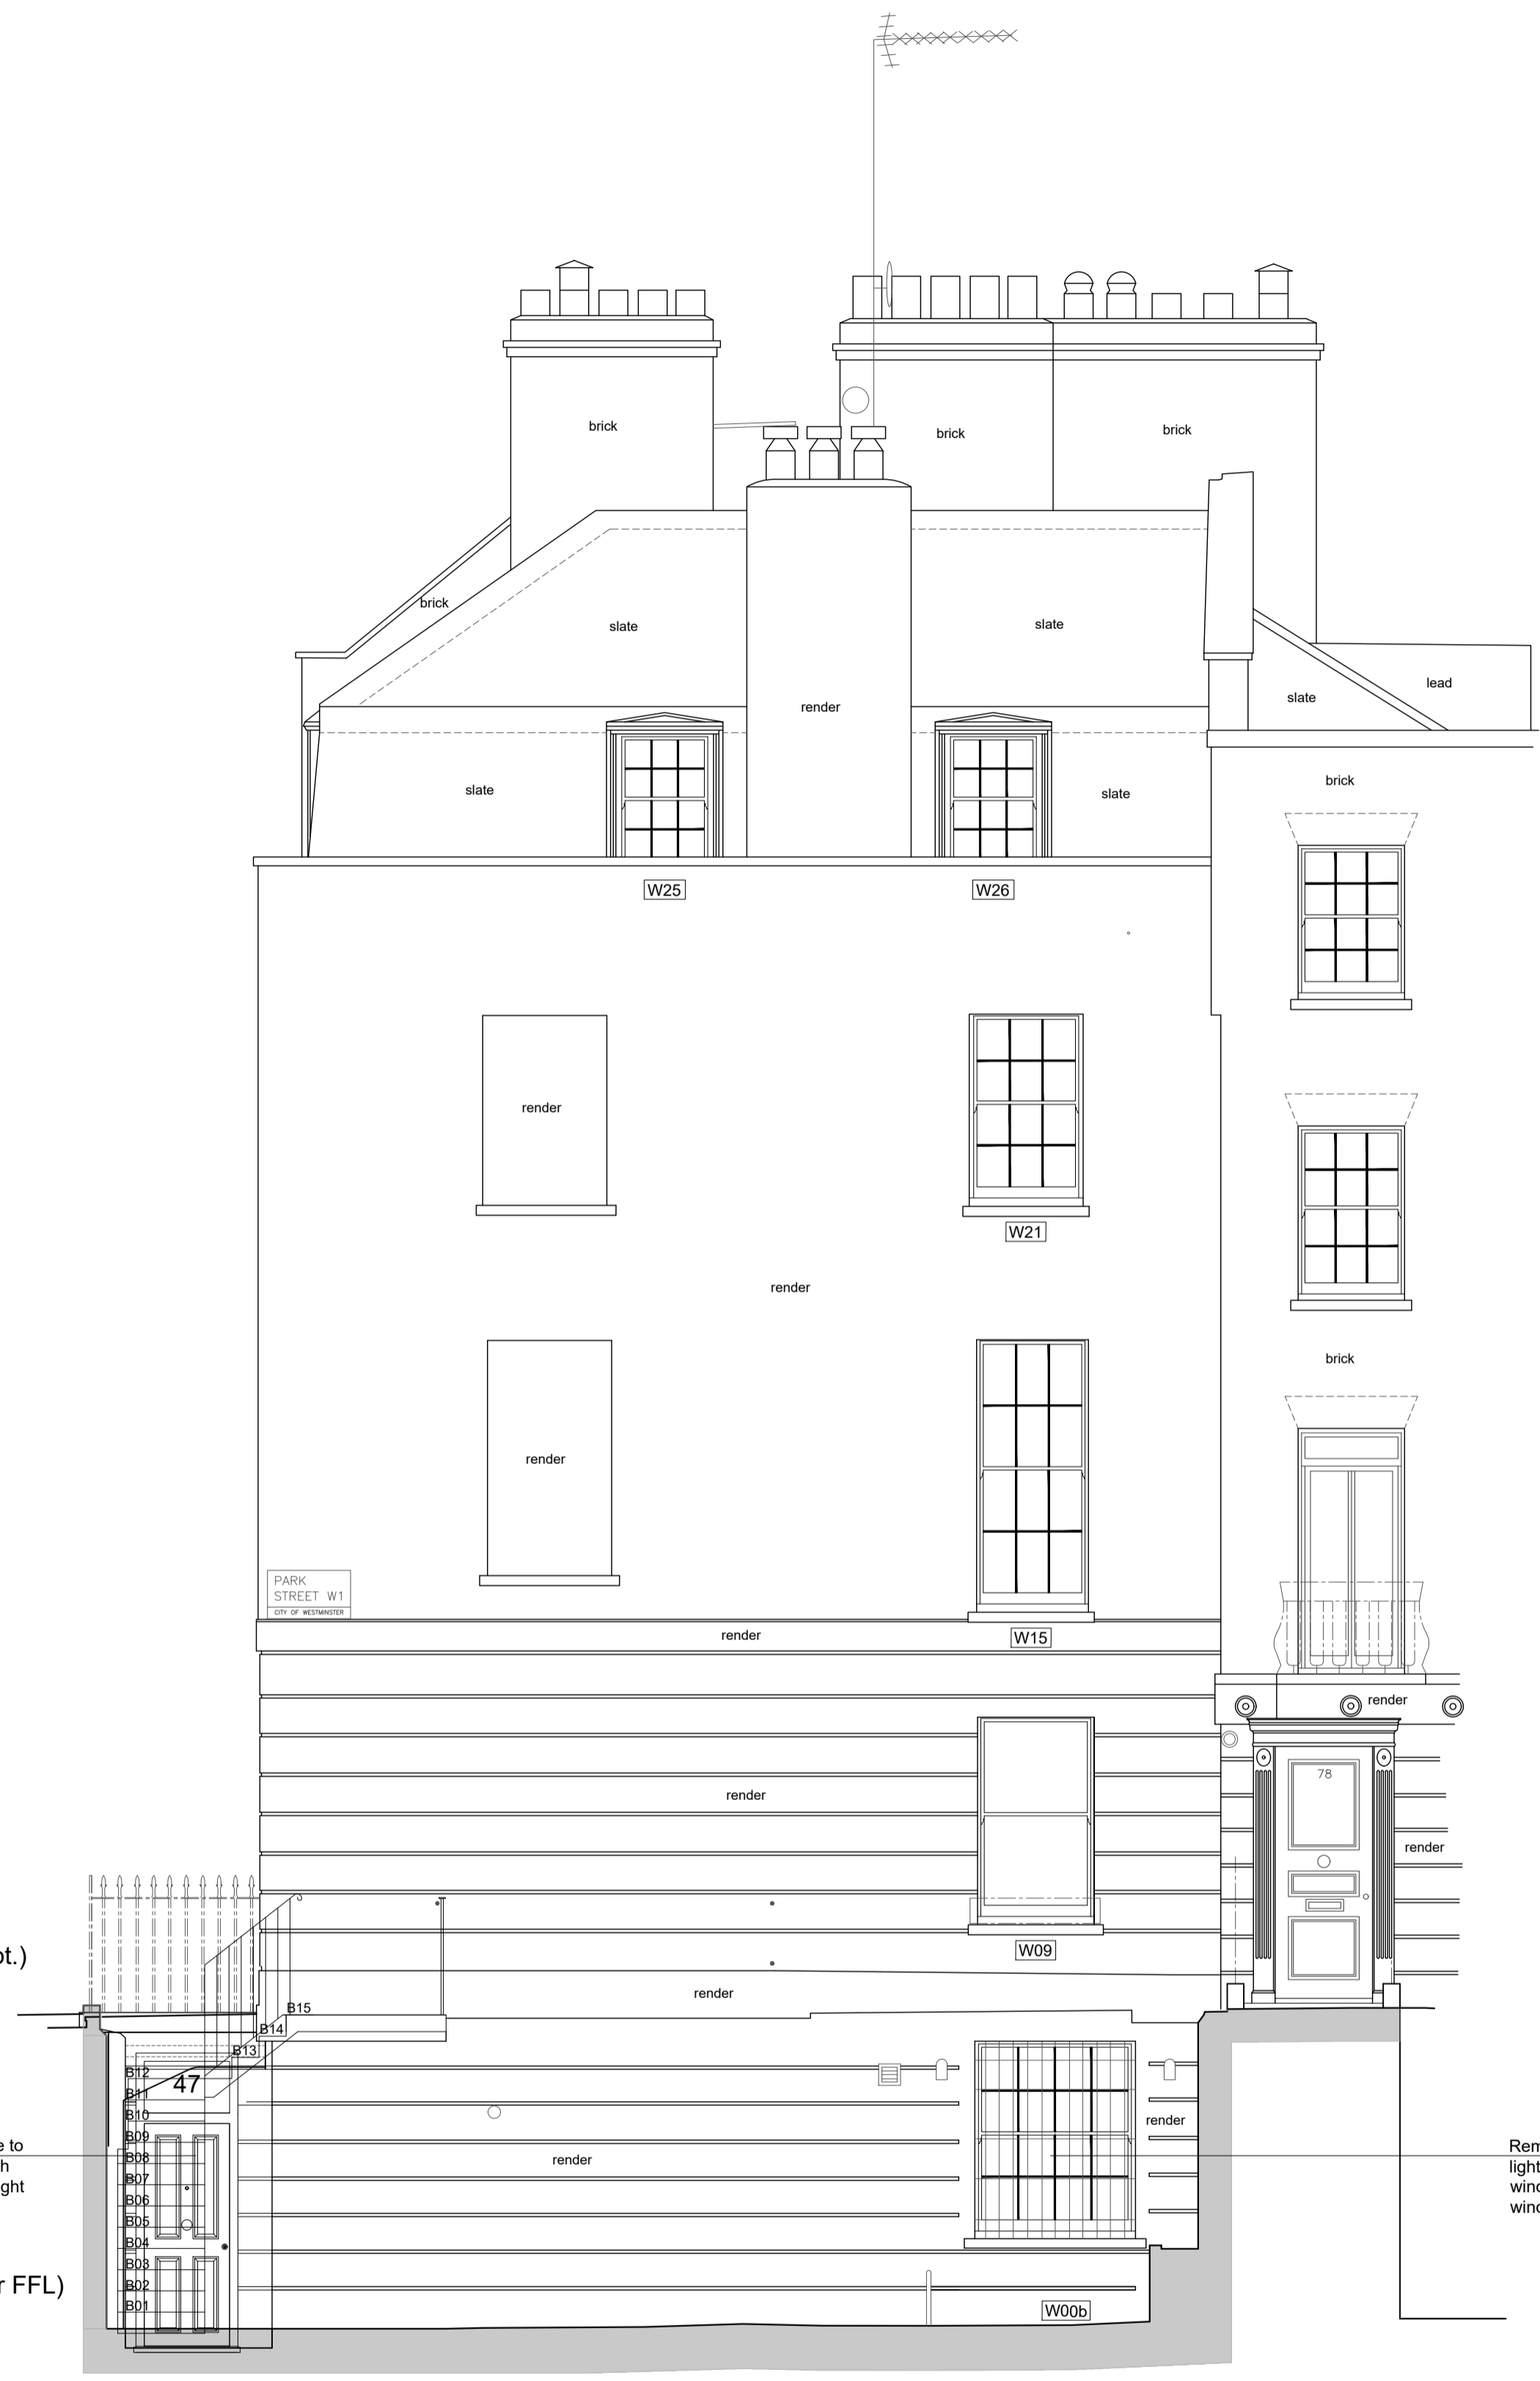 brick
brick
brick
brick
slate
slate
render
slate
lead
slate
slate
brick
W25
W26
render
W21
render
brick
render
PARK
STREET W1
CITY OF WESTMINSTER
render
W15
render
78
render
render
W09
render
B15
B14
B13
B12
47
B11
B10
B09
B08
B07
B06
B05
B04
B03
B02
B01
render
render
W00b
FFL)